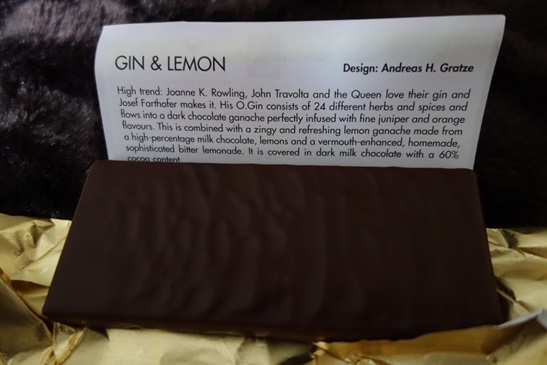 GIN & LEMON
Design: Andreas H. Gratze
High trend: Joanne K. Rowling, John Travolta and the Queen love their gin and
Josef Farthofer makes it. His O.Gin consists of 24 different herbs and spices and
flows into a dark chocolate ganache perfectly infused with fine juniper and orange
flavours. This is combined with a zingy and refreshing lemon ganache made from
a high-percentage milk chocolate, lemons and a vermouth-enhanced, homemade,
sophisticated bitter lemonade. It is covered in dark milk chocolate with a 60%
cocoa content